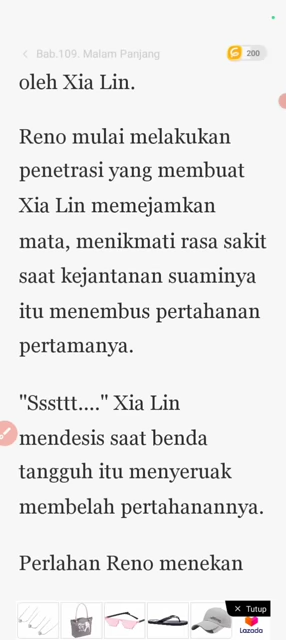 Bab.109. Malam Panjang
200
oleh Xia Lin.
Reno mulai melakukan
penetrasi yang membuat
Xia Lin memejamkan
mata, menikmati rasa sakit
saat kejantanan suaminya
itu menembus pertahanan
pertamanya.
"Sssttt...." Xia Lin
mendesis saat benda
tangguh itu menyeruak
membelah pertahanannya.
Perlahan Reno menekan
× Tutup
Lazada